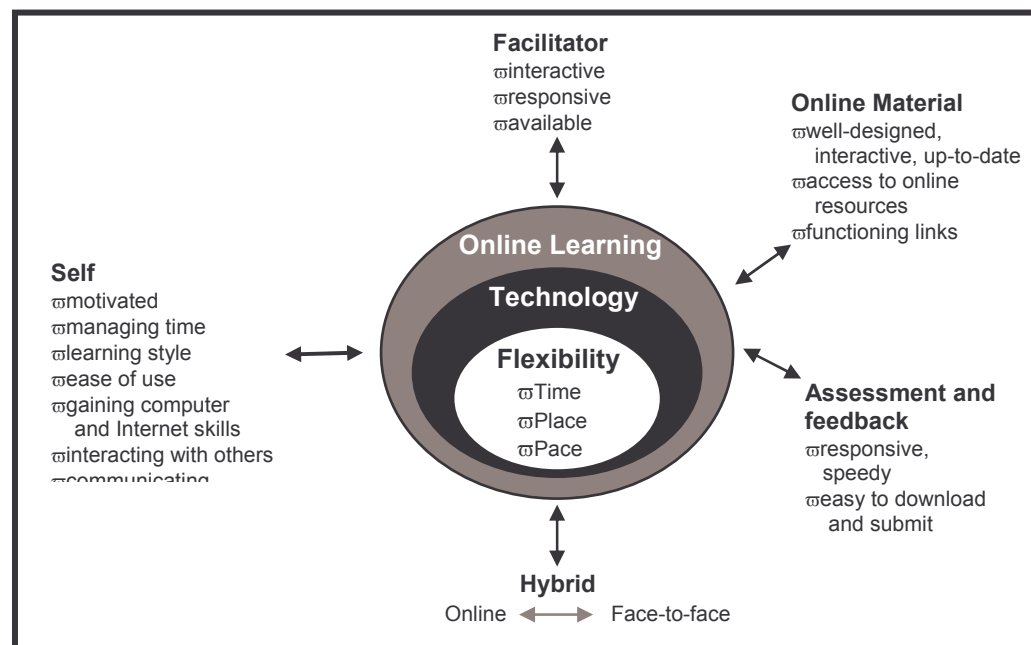 Facilitator
ϖinteractive
ϖresponsive
ϖavailable
Online Material
ϖwell-designed,
interactive, up-to-date
ϖaccess to online
resources
ϖfunctioning links
Self
ϖmotivated
ϖmanaging time
ϖlearning style
ϖease of use
ϖgaining computer
and Internet skills
ϖinteracting with others
ϖcommunicating
Online Learning
Technology
Flexibility
ϖTime
ϖPlace
ϖPace
Assessment and
feedback
ϖresponsive,
speedy
ϖeasy to download
and submit
Hybrid
Online Face-to-face